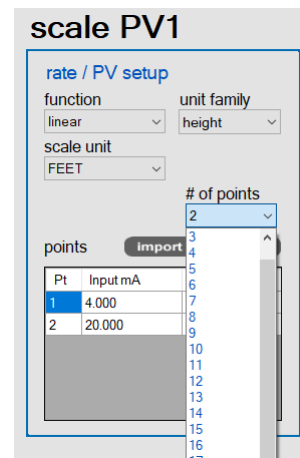 scale PV1
rate / PV setup
function unit family
linear height
scale unit
FEET
# of points
2
points import
Pt Input mA
1 4.000
2 20.000
3
4
5
6
7
8
9
10
11
12
13
14
15
16